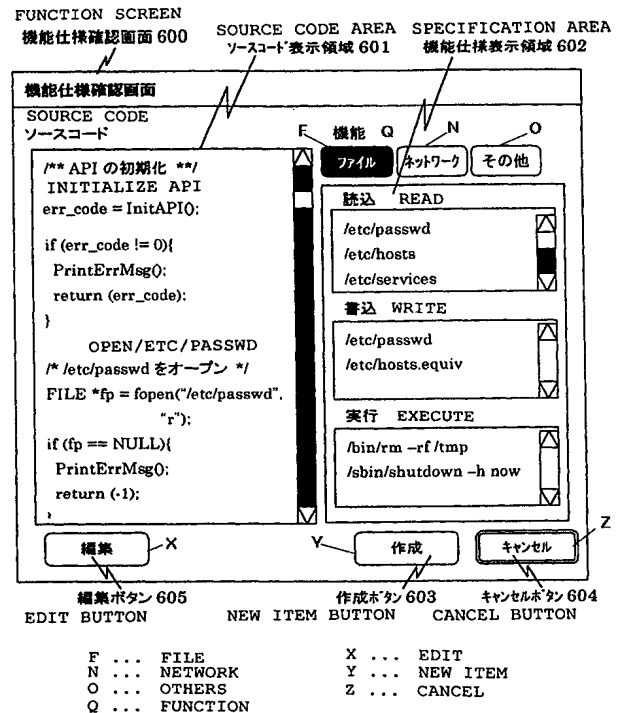 FUNCTION SCREEN
機能仕様確認画面 600
SOURCE CODE AREA
ソースコード表示領域 601
SPECIFICATION AREA
機能仕様表示領域 602
機能仕様確認画面
SOURCE CODE
ソースコード
F 機能 Q N O
ファイル ネットワーク その他
/** API の初期化 **/
INITIALIZE API
err_code = InitAPI();
if (err_code != 0){
PrintErrMsg();
return (err_code);
}
OPEN/ETC/PASSWD
/* /etc/passwd をオープン */
FILE *fp = fopen("/etc/passwd",
"r");
if (fp == NULL){
PrintErrMsg();
return (-1);
読込 READ
/etc/passwd
/etc/hosts
/etc/services
書込 WRITE
/etc/passwd
/etc/hosts.equiv
実行 EXECUTE
/bin/rm –rf /tmp
/sbin/shutdown –h now
編集 X Y 作成 キャンセル Z
編集ボタン 605
EDIT BUTTON
作成ボタン 603
NEW ITEM BUTTON
キャンセルボタン 604
CANCEL BUTTON
F ... FILE
N ... NETWORK
O ... OTHERS
Q ... FUNCTION
X ... EDIT
Y ... NEW ITEM
Z ... CANCEL